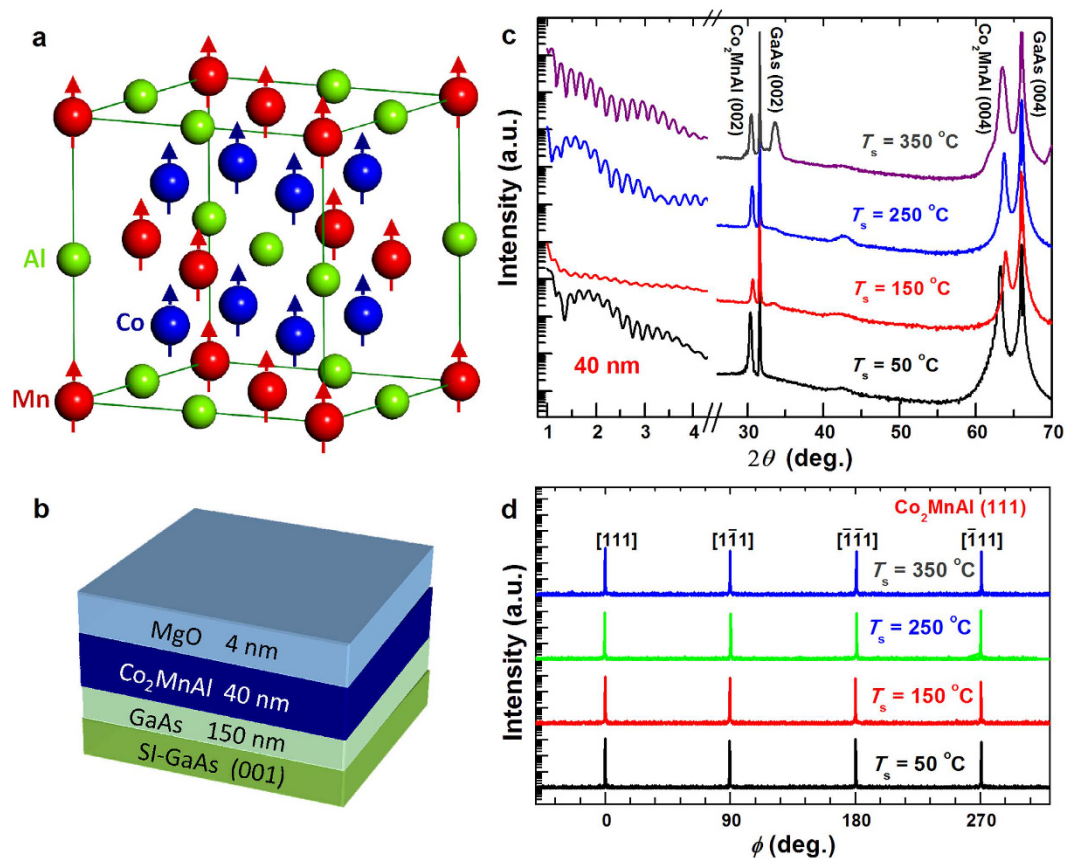 a
Al
Co
Mn
b
MgO 4 nm
Co₂MnAl 40 nm
GaAs 150 nm
SI-GaAs (001)
c
Intensity (a.u.)
Co₂MnAl (002)
GaAs (002)
Co₂MnAl (004)
GaAs (004)
Tₛ = 350 °C
Tₛ = 250 °C
Tₛ = 150 °C
Tₛ = 50 °C
40 nm
1 2 3 4 30 40 50 60 70
2θ (deg.)
d
Intensity (a.u.)
Co₂MnAl (111)
[111] [11̅1] [1̅1̅1] [1̅11]
Tₛ = 350 °C
Tₛ = 250 °C
Tₛ = 150 °C
Tₛ = 50 °C
0 90 180 270
ϕ (deg.)